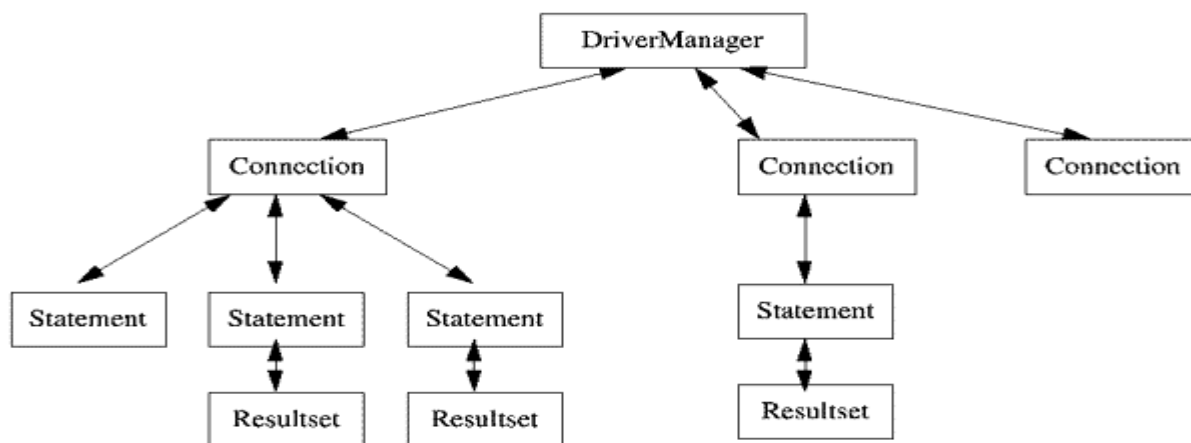 DriverManager
Connection
Connection
Connection
Statement
Statement
Statement
Statement
Resultset
Resultset
Resultset